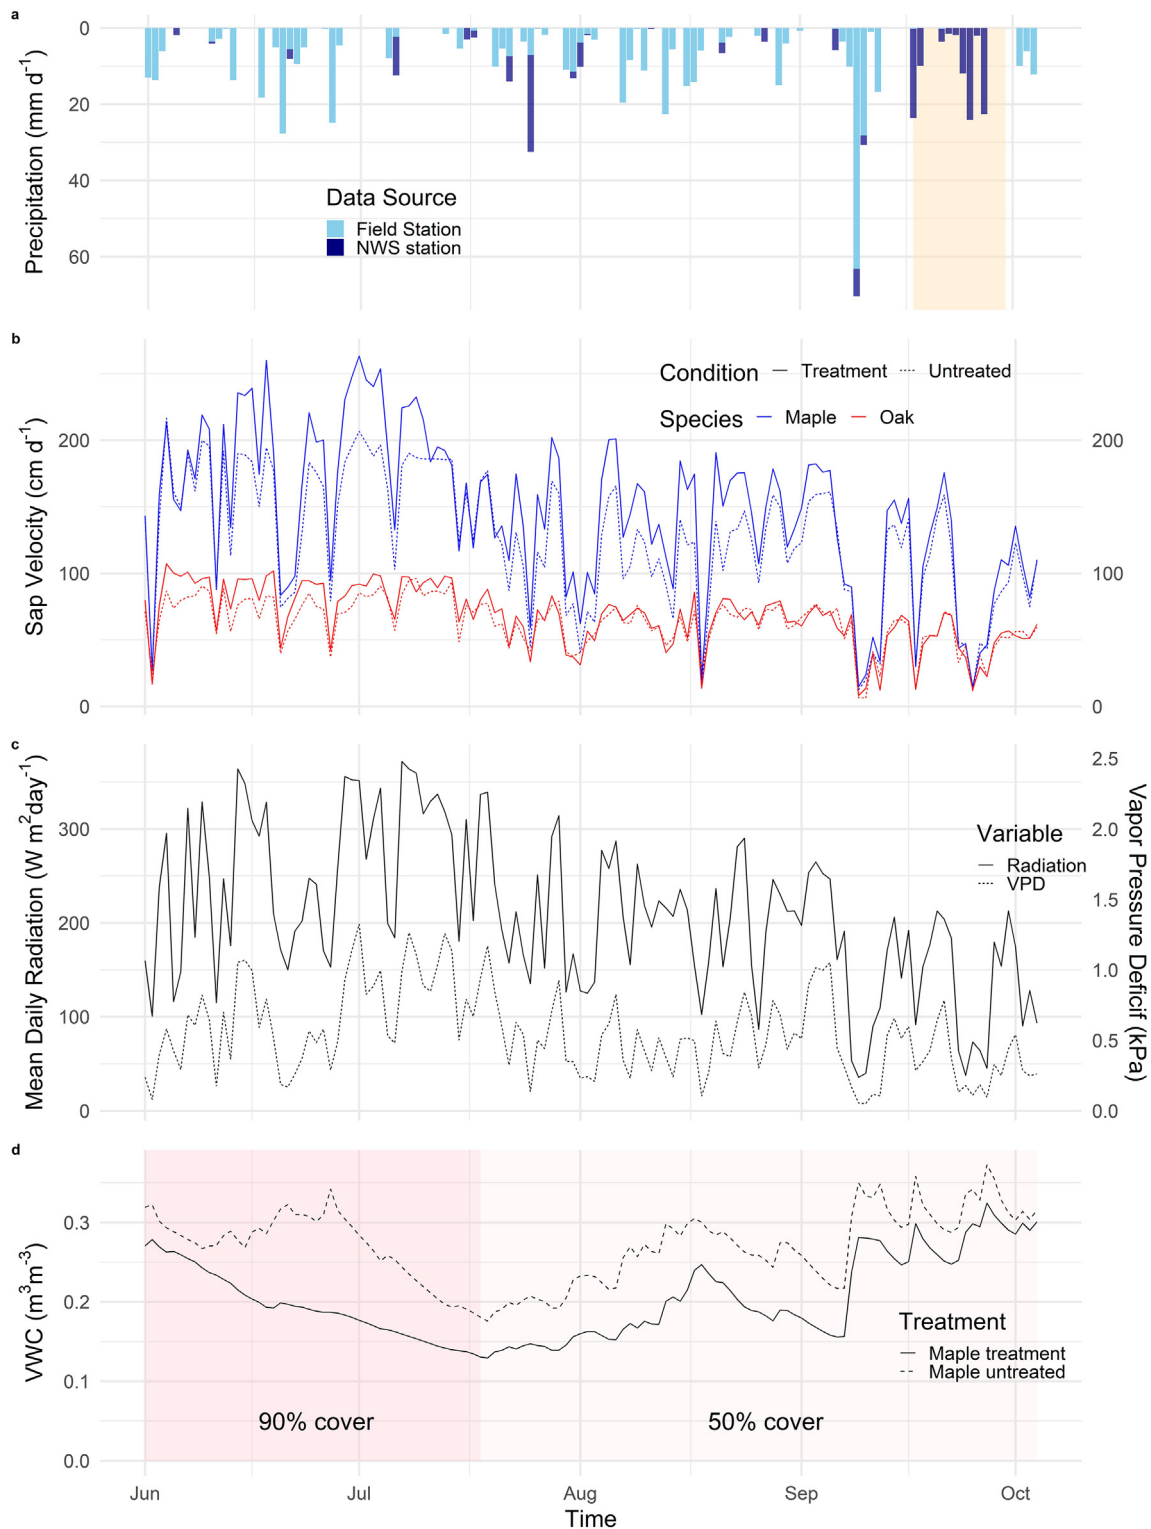 a
0
20
40
60
Precipitation (mm d⁻¹)
Data Source
Field Station
NWS station
b
200
100
0
Sap Velocity (cm d⁻¹)
Condition
Treatment
Untreated
Species
Maple
Oak
200
100
0
c
300
200
100
0
Mean Daily Radiation (W m²day⁻¹)
2.5
2.0
1.5
1.0
0.5
0.0
Vapor Pressure Deficif (kPa)
Variable
Radiation
VPD
d
0.3
0.2
0.1
0.0
VWC (m³m⁻³)
Treatment
Maple treatment
Maple untreated
90% cover
50% cover
Jun
Jul
Aug
Sep
Oct
Time